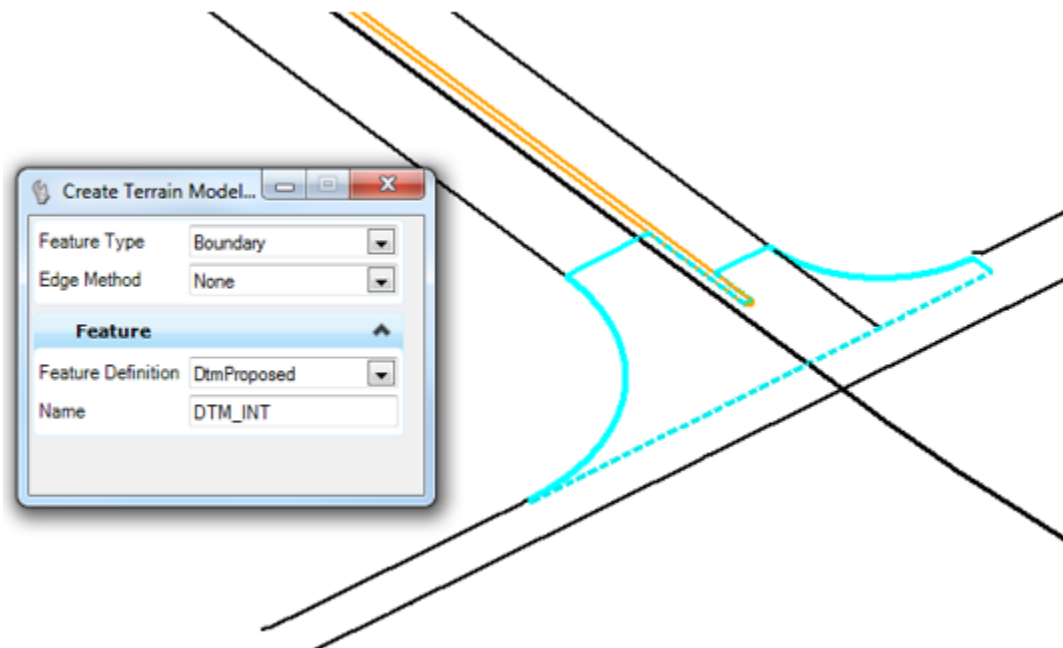 Create Terrain Model...
Feature Type Boundary
Edge Method None
Feature
Feature Definition DtmProposed
Name DTM_INT